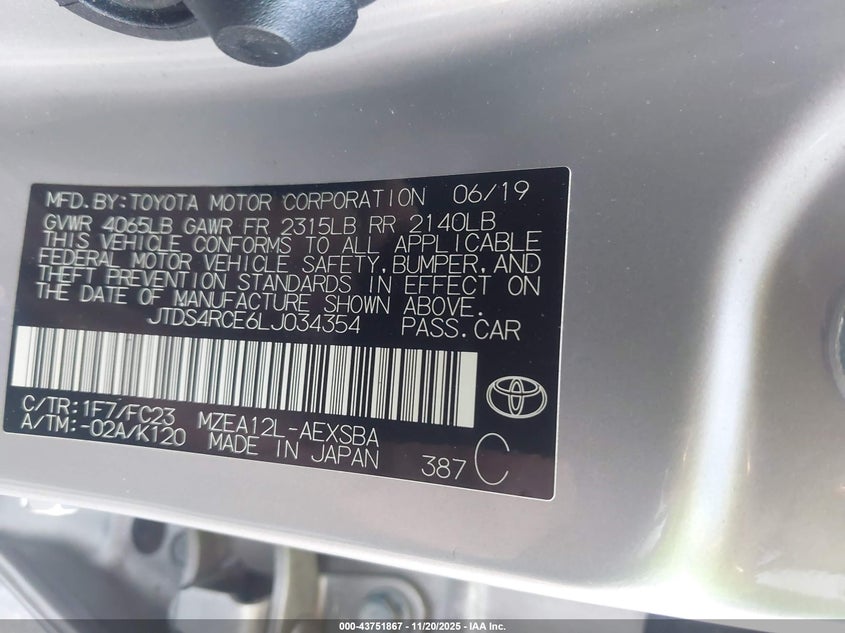 MFD.BY:TOYOTA MOTOR CORPORATION 06/19
GVWR 4065LB GAWR FR 2315LB RR 2140LB
THIS VEHICLE CONFORMS TO ALL APPLICABLE
FEDERAL MOTOR VEHICLE SAFETY,BUMPER,AND
THEFT PREVENTION STANDARDS IN EFFECT ON
THE DATE OF MANUFACTURE SHOWN ABOVE.
JTDS4RCE6LJ034354 PASS.CAR
C/TR:1F7/FC23 MZEA12L-AEXSBA
A/TM:-02A/K120 MADE IN JAPAN 387 C
000-43751867 - 11/20/2025 - IAA Inc.